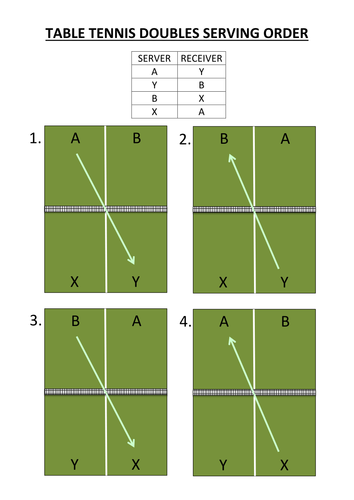 TABLE TENNIS DOUBLES SERVING ORDER
SERVER RECEIVER
A Y
Y B
B X
X A
1. A B
X Y
2. B A
X Y
3. B A
Y X
4. A B
Y X